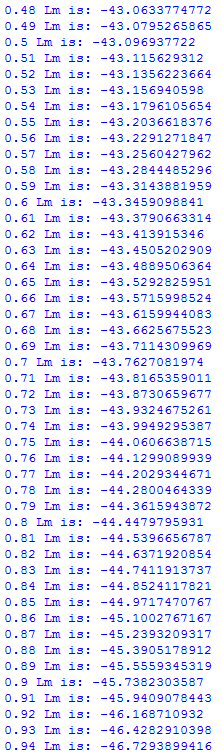 0.48 Lm is: -43.0633774772
0.49 Lm is: -43.0795265865
0.5 Lm is: -43.096937722
0.51 Lm is: -43.115629312
0.52 Lm is: -43.1356223664
0.53 Lm is: -43.156940598
0.54 Lm is: -43.1796105654
0.55 Lm is: -43.2036618376
0.56 Lm is: -43.2291271847
0.57 Lm is: -43.2560427962
0.58 Lm is: -43.2844485296
0.59 Lm is: -43.3143881959
0.6 Lm is: -43.3459098841
0.61 Lm is: -43.3790663314
0.62 Lm is: -43.413915346
0.63 Lm is: -43.4505202909
0.64 Lm is: -43.4889506364
0.65 Lm is: -43.5292825951
0.66 Lm is: -43.5715998524
0.67 Lm is: -43.6159944083
0.68 Lm is: -43.6625675523
0.69 Lm is: -43.7114309969
0.7 Lm is: -43.7627081974
0.71 Lm is: -43.8165359011
0.72 Lm is: -43.8730659677
0.73 Lm is: -43.9324675261
0.74 Lm is: -43.9949295387
0.75 Lm is: -44.0606638715
0.76 Lm is: -44.1299089939
0.77 Lm is: -44.2029344671
0.78 Lm is: -44.2800464339
0.79 Lm is: -44.3615943872
0.8 Lm is: -44.4479795931
0.81 Lm is: -44.5396656787
0.82 Lm is: -44.6371920854
0.83 Lm is: -44.7411913737
0.84 Lm is: -44.8524117821
0.85 Lm is: -44.9717470767
0.86 Lm is: -45.1002767167
0.87 Lm is: -45.2393209317
0.88 Lm is: -45.3905178912
0.89 Lm is: -45.5559345319
0.9 Lm is: -45.7382303587
0.91 Lm is: -45.9409078443
0.92 Lm is: -46.168710932
0.93 Lm is: -46.4282910398
0.94 Lm is: -46.7293899416